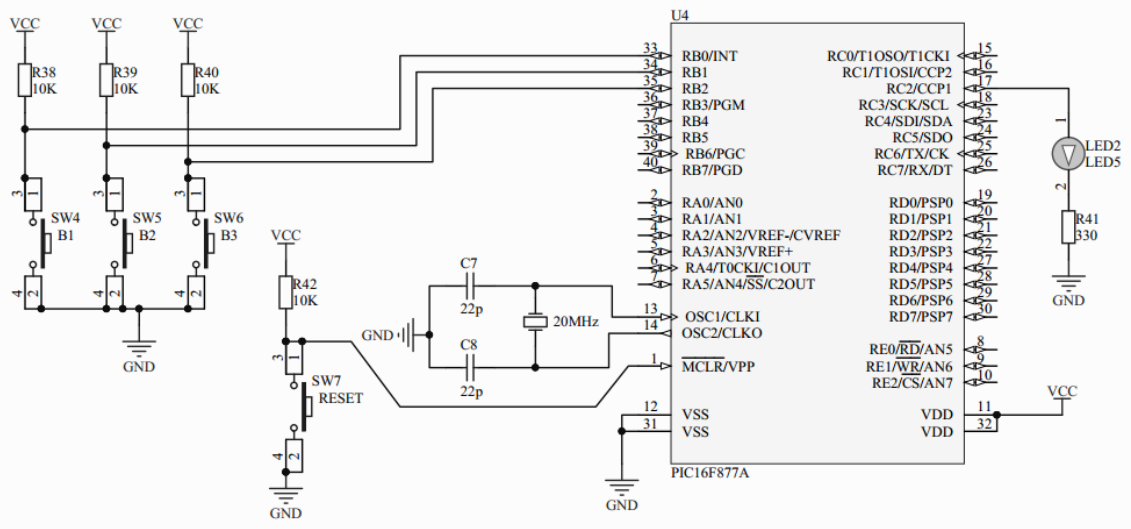 VCC VCC VCC
R38
10K
R39
10K
R40
10K
3 1
3 1
3 1
SW4
B1
SW5
B2
SW6
B3
4 2
4 2
4 2
GND
VCC
R42
10K
3 1
SW7
RESET
4 2
GND
C7
22p
GND
20MHz
C8
22p
U4
33 RB0/INT
34 RB1
35 RB2
36 RB3/PGM
37 RB4
38 RB5
39 RB6/PGC
40 RB7/PGD
2 RA0/AN0
3 RA1/AN1
4 RA2/AN2/VREF-/CVREF
5 RA3/AN3/VREF+
6 RA4/T0CKI/C1OUT
7 RA5/AN4/SS/C2OUT
13 OSC1/CLKI
14 OSC2/CLKO
1 MCLR/VPP
12 VSS
31 VSS
GND
RC0/T1OSO/T1CKI 15
RC1/T1OSI/CCP2 16
RC2/CCP1 17
RC3/SCK/SCL 18
RC4/SDI/SDA 23
RC5/SDO 24
RC6/TX/CK 25
RC7/RX/DT 26
RD0/PSP0 19
RD1/PSP1 20
RD2/PSP2 21
RD3/PSP3 22
RD4/PSP4 27
RD5/PSP5 28
RD6/PSP6 29
RD7/PSP7 30
RE0/RD/AN5 8
RE1/WR/AN6 9
RE2/CS/AN7 10
VDD 11
VDD 32
PIC16F877A
VCC
1
LED2
LED5
2
R41
330
GND